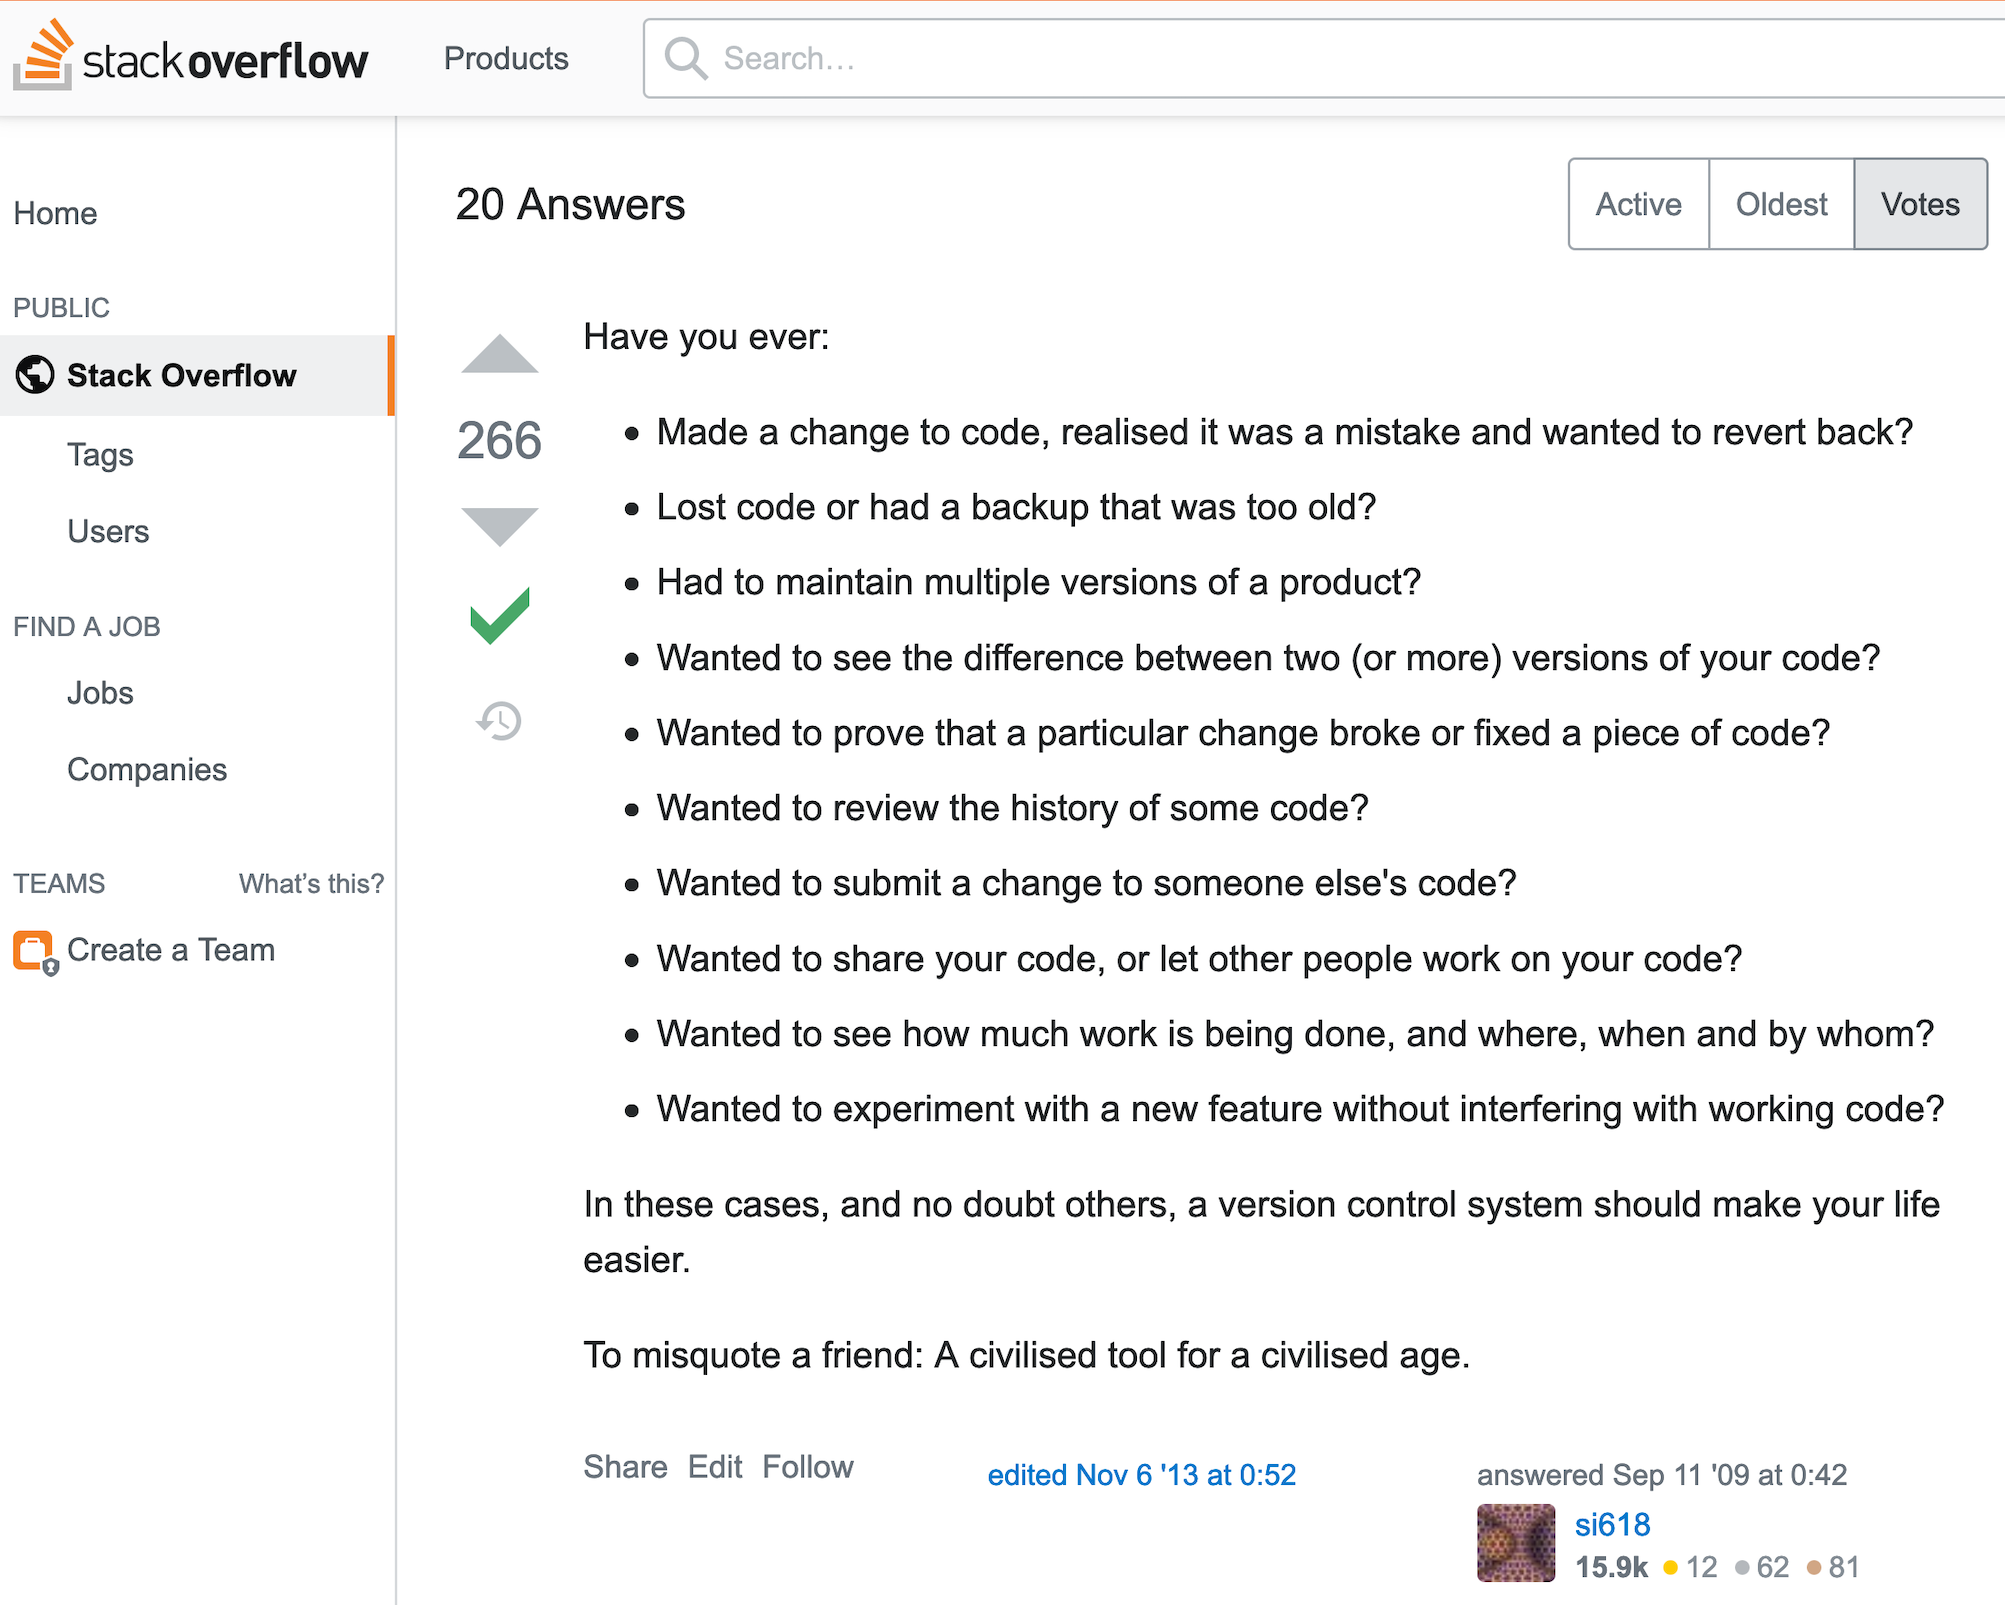 stackoverflow
Products
Search...
Home
PUBLIC
Stack Overflow
Tags
Users
FIND A JOB
Jobs
Companies
TEAMS
What's this?
Create a Team
20 Answers
Active
Oldest
Votes
266
Have you ever:
• Made a change to code, realised it was a mistake and wanted to revert back?
• Lost code or had a backup that was too old?
• Had to maintain multiple versions of a product?
• Wanted to see the difference between two (or more) versions of your code?
• Wanted to prove that a particular change broke or fixed a piece of code?
• Wanted to review the history of some code?
• Wanted to submit a change to someone else's code?
• Wanted to share your code, or let other people work on your code?
• Wanted to see how much work is being done, and where, when and by whom?
• Wanted to experiment with a new feature without interfering with working code?
In these cases, and no doubt others, a version control system should make your life
easier.
To misquote a friend: A civilised tool for a civilised age.
Share Edit Follow
edited Nov 6 '13 at 0:52
answered Sep 11 '09 at 0:42
si618
15.9k ● 12 ● 62 ● 81